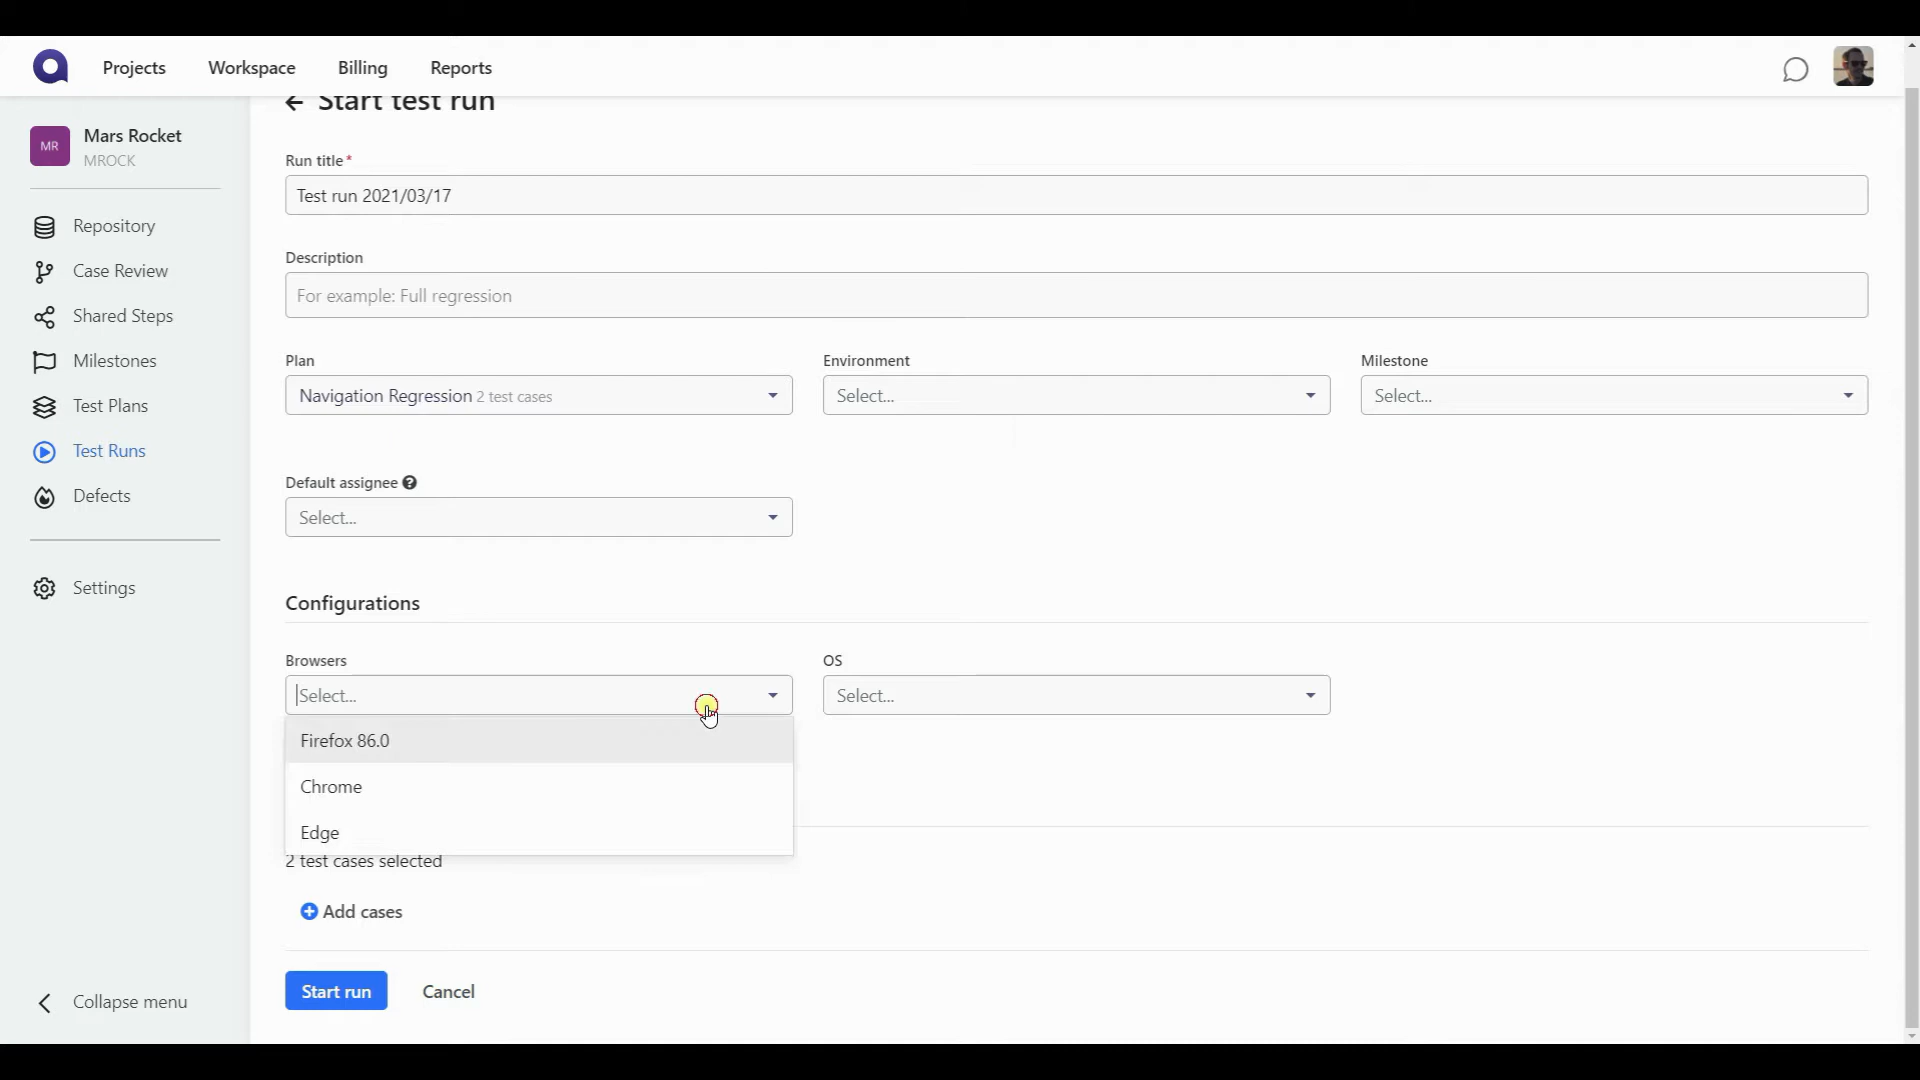 Projects Workspace Billing Reports
Start test run
MR Mars Rocket
MROCK
Repository
Case Review
Shared Steps
Milestones
Test Plans
Test Runs
Defects
Settings
Collapse menu
Run title*
Test run 2021/03/17
Description
For example: Full regression
Plan Environment Milestone
Navigation Regression 2 test cases Select... Select...
Default assignee ?
Select...
Configurations
Browsers OS
Select... Select...
Firefox 86.0
Chrome
Edge
2 test cases selected
Add cases
Start run Cancel